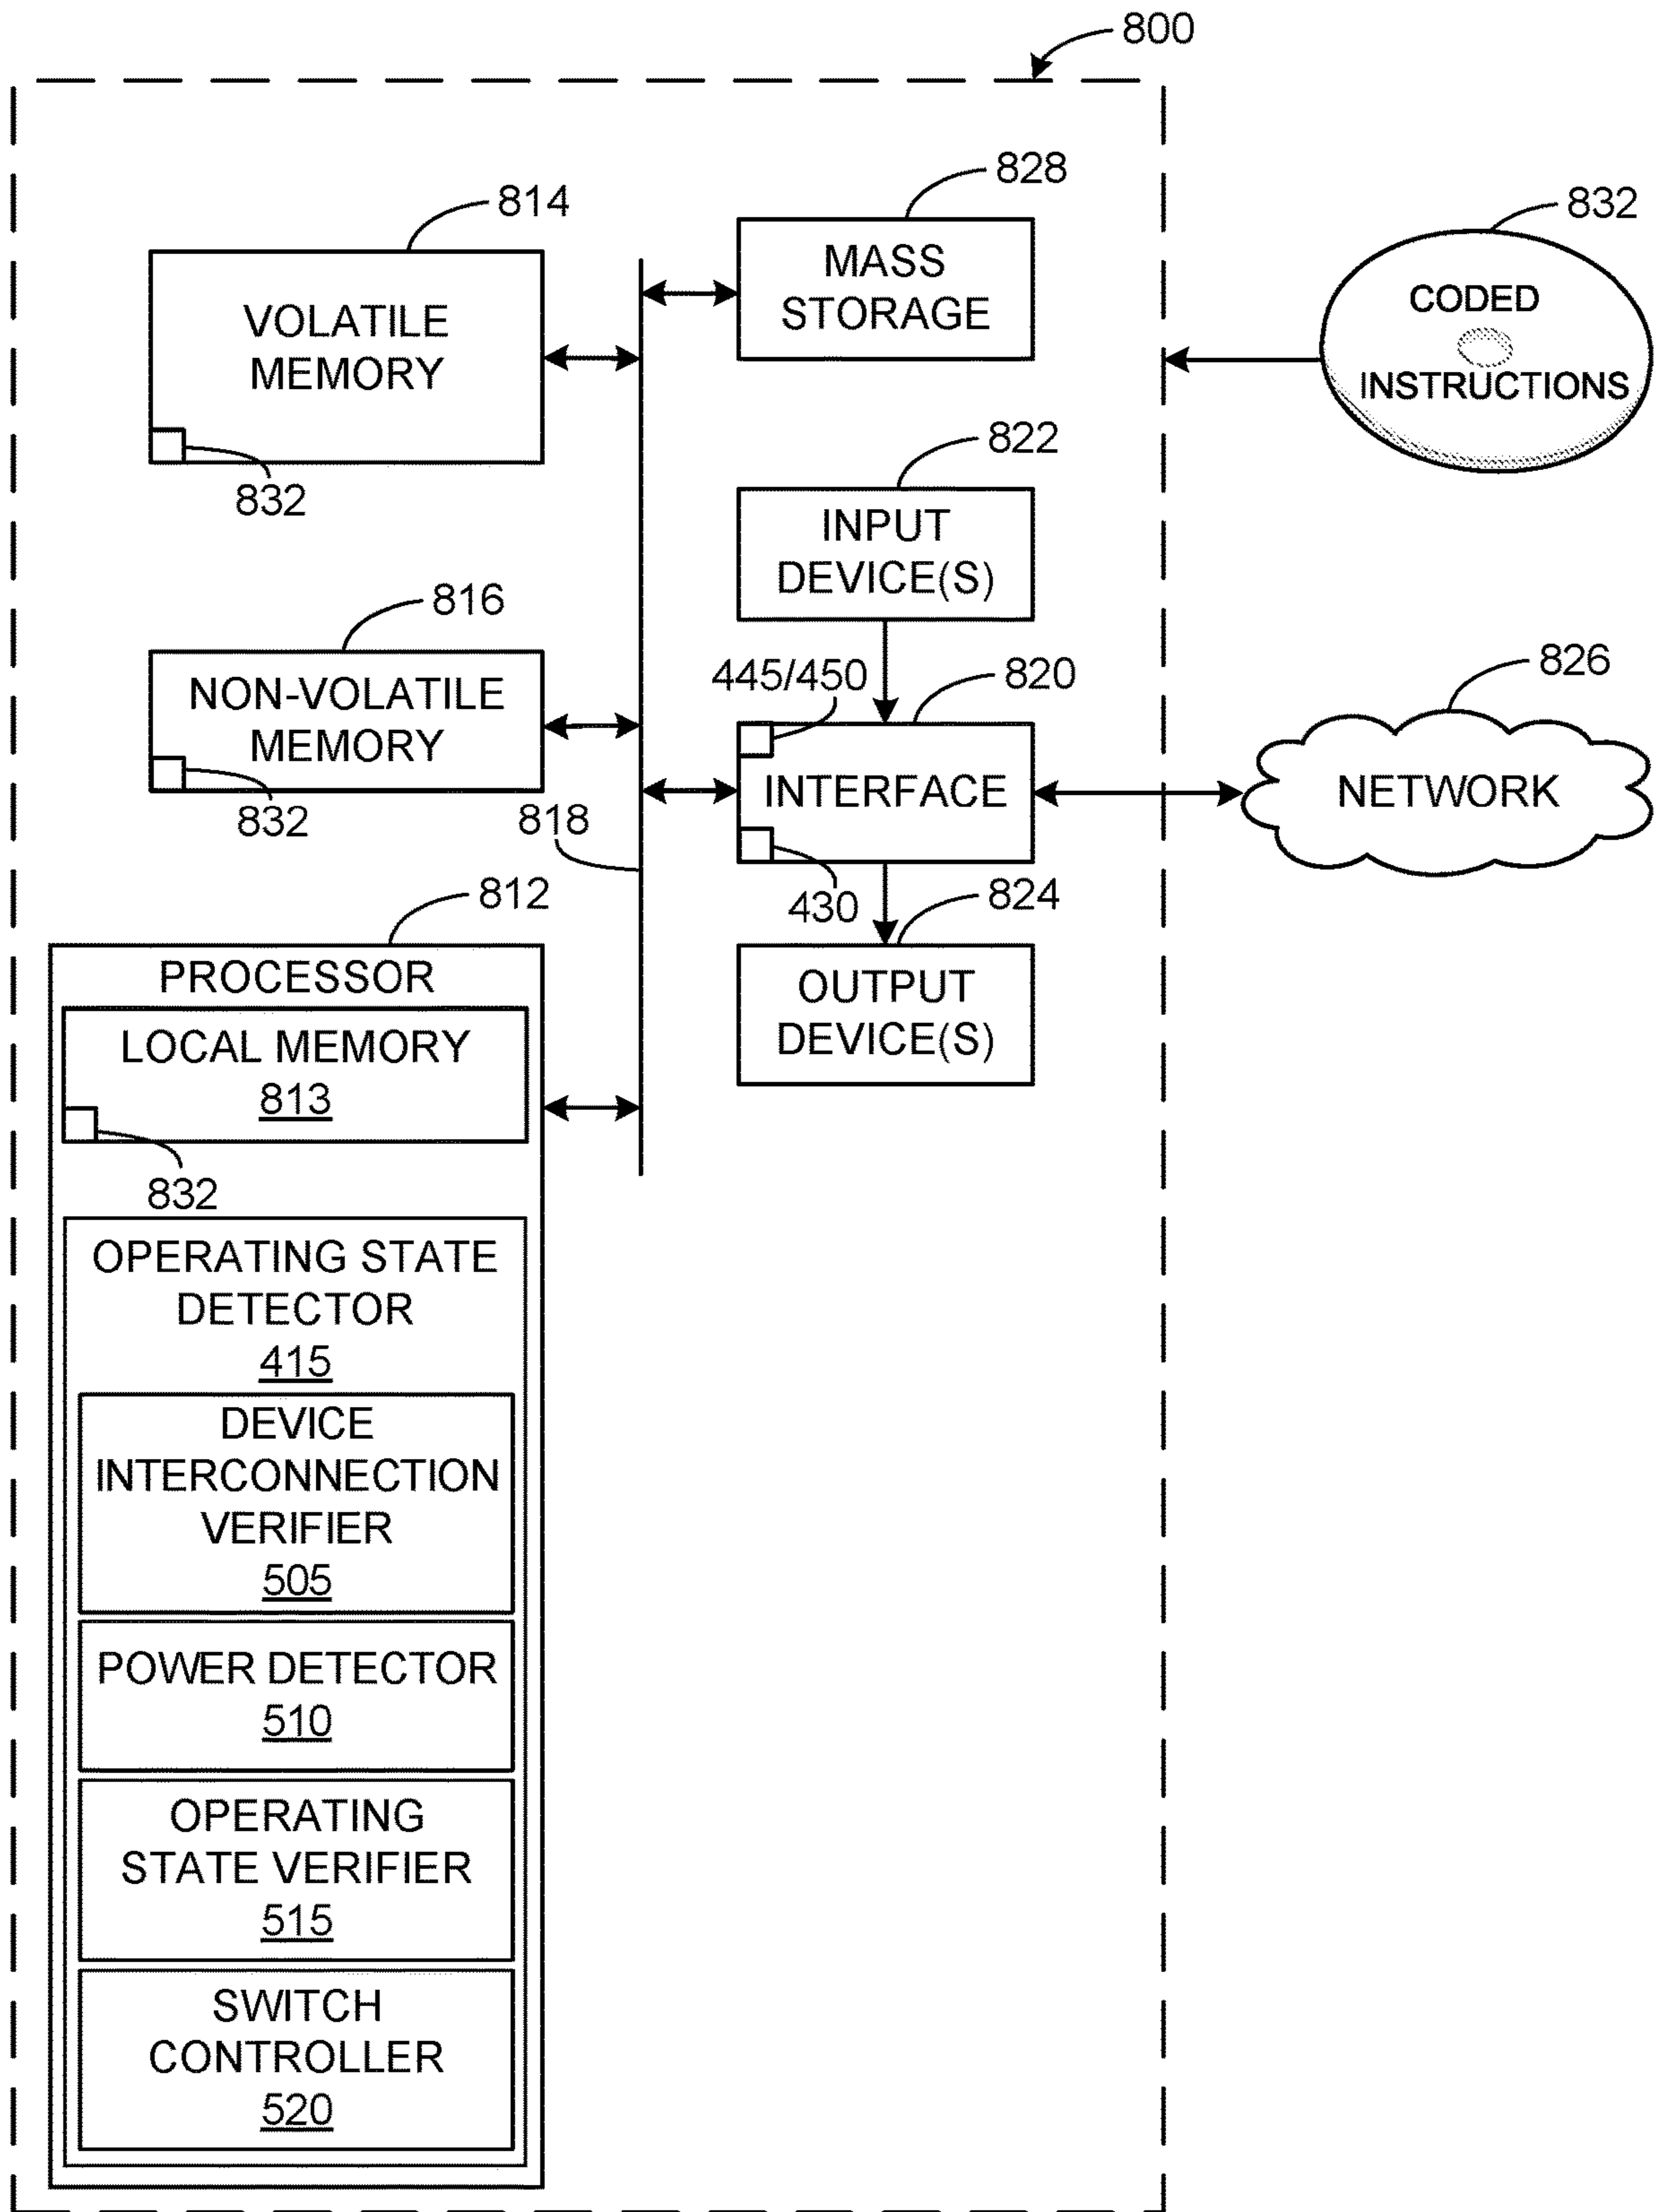 800
814
VOLATILE
MEMORY
832
828
MASS
STORAGE
832
CODED
INSTRUCTIONS
822
INPUT
DEVICE(S)
816
NON-VOLATILE
MEMORY
832
818
445/450
820
INTERFACE
430
826
NETWORK
824
OUTPUT
DEVICE(S)
812
PROCESSOR
LOCAL MEMORY
813
832
OPERATING STATE
DETECTOR
415
DEVICE
INTERCONNECTION
VERIFIER
505
POWER DETECTOR
510
OPERATING
STATE VERIFIER
515
SWITCH
CONTROLLER
520